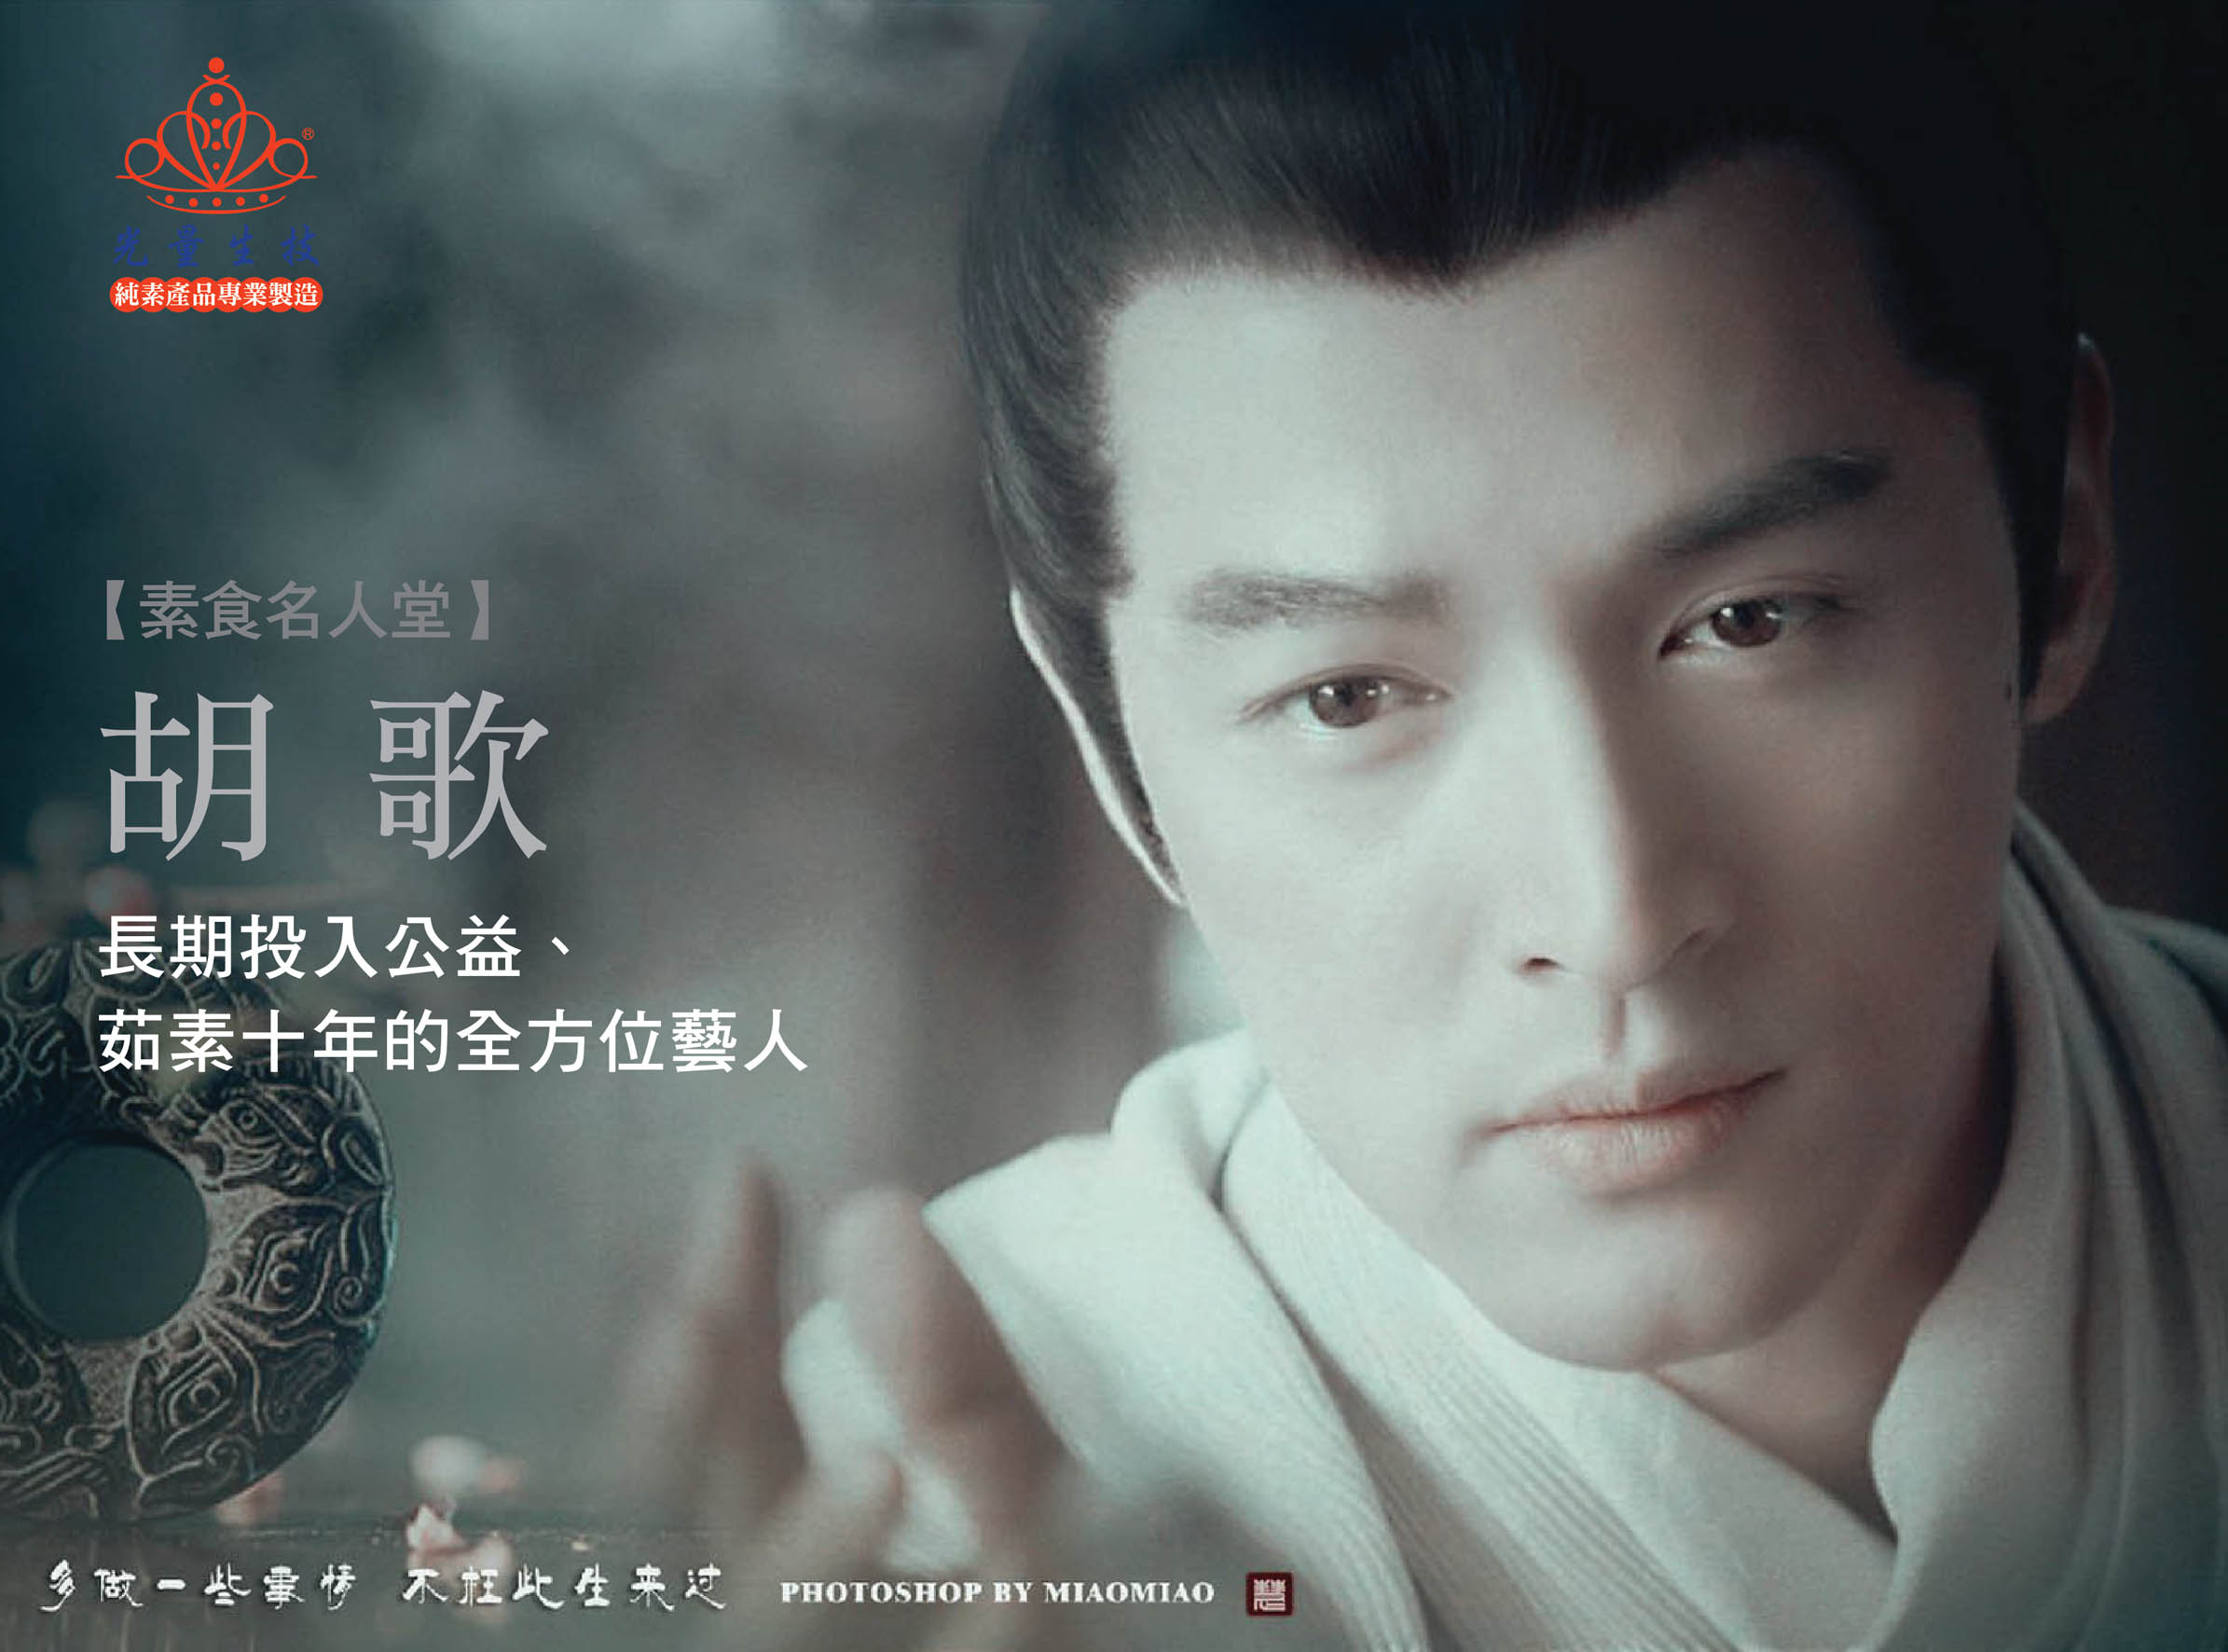 光量生技
純素產品專業製造
【素食名人堂】
胡歌
長期投入公益、
茹素十年的全方位藝人
多做一些事情 不枉此生来过 PHOTOSHOP BY MIAOMIAO